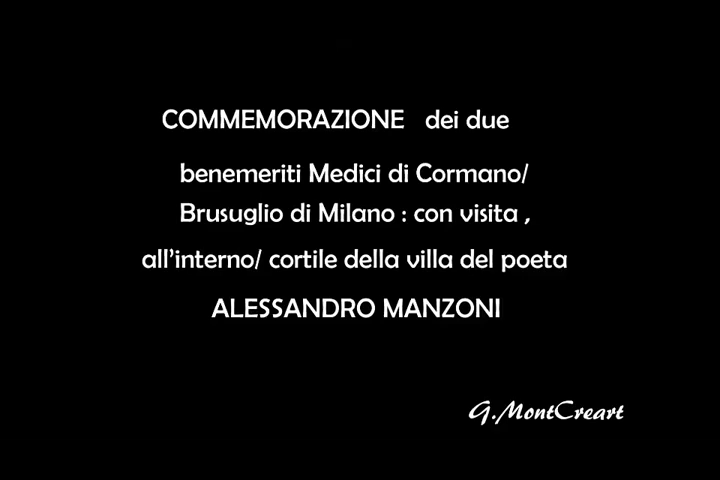 COMMEMORAZIONE dei due
benemeriti Medici di Cormano/
Brusuglio di Milano : con visita ,
all'interno/ cortile della villa del poeta
ALESSANDRO MANZONI
G.MontCreart